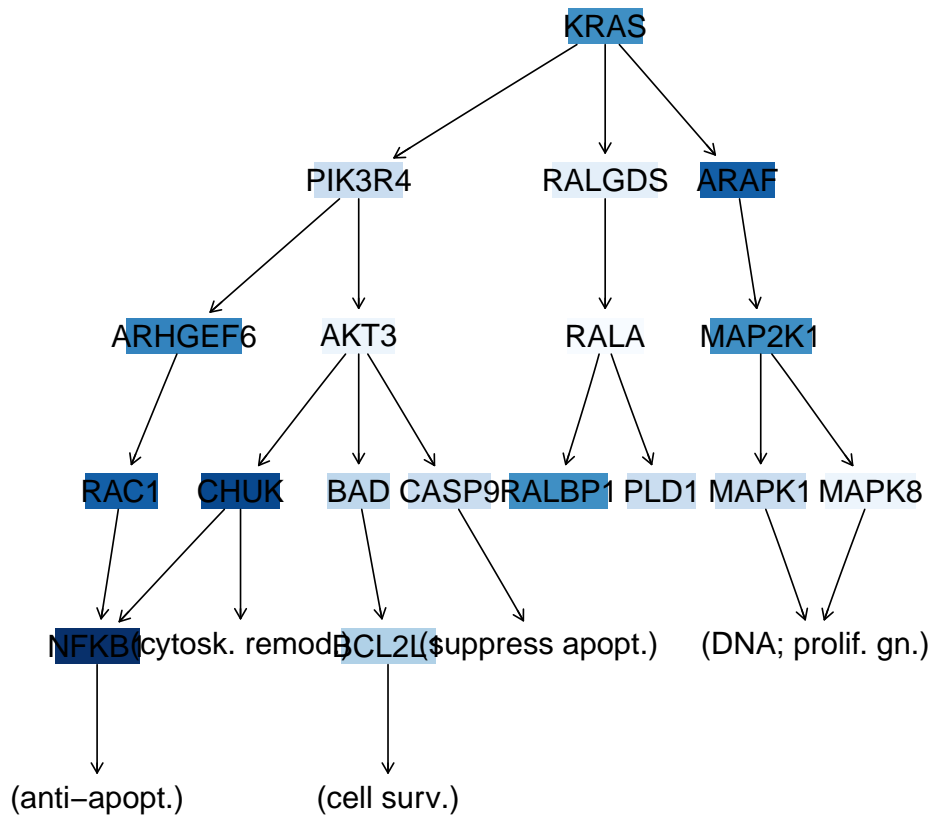 KRAS
PIK3R4 RALGDS ARAF
ARHGEF6 AKT3 RALA MAP2K1
RAC1 CHUK BAD CASP9 RALBP1 PLD1 MAPK1 MAPK8
(cytosk. remod.) (suppress apopt.) (DNA; prolif. gn.)
(anti−apopt.) (cell surv.)